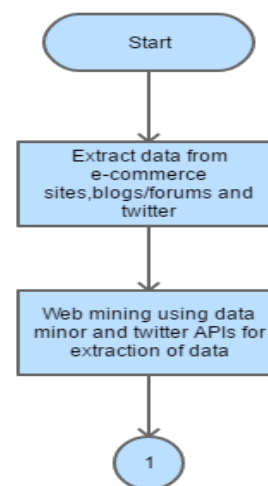 Start
Extract data from
e-commerce
sites,blogs/forums and
twitter
Web mining using data
minor and twitter APIs for
extraction of data
1